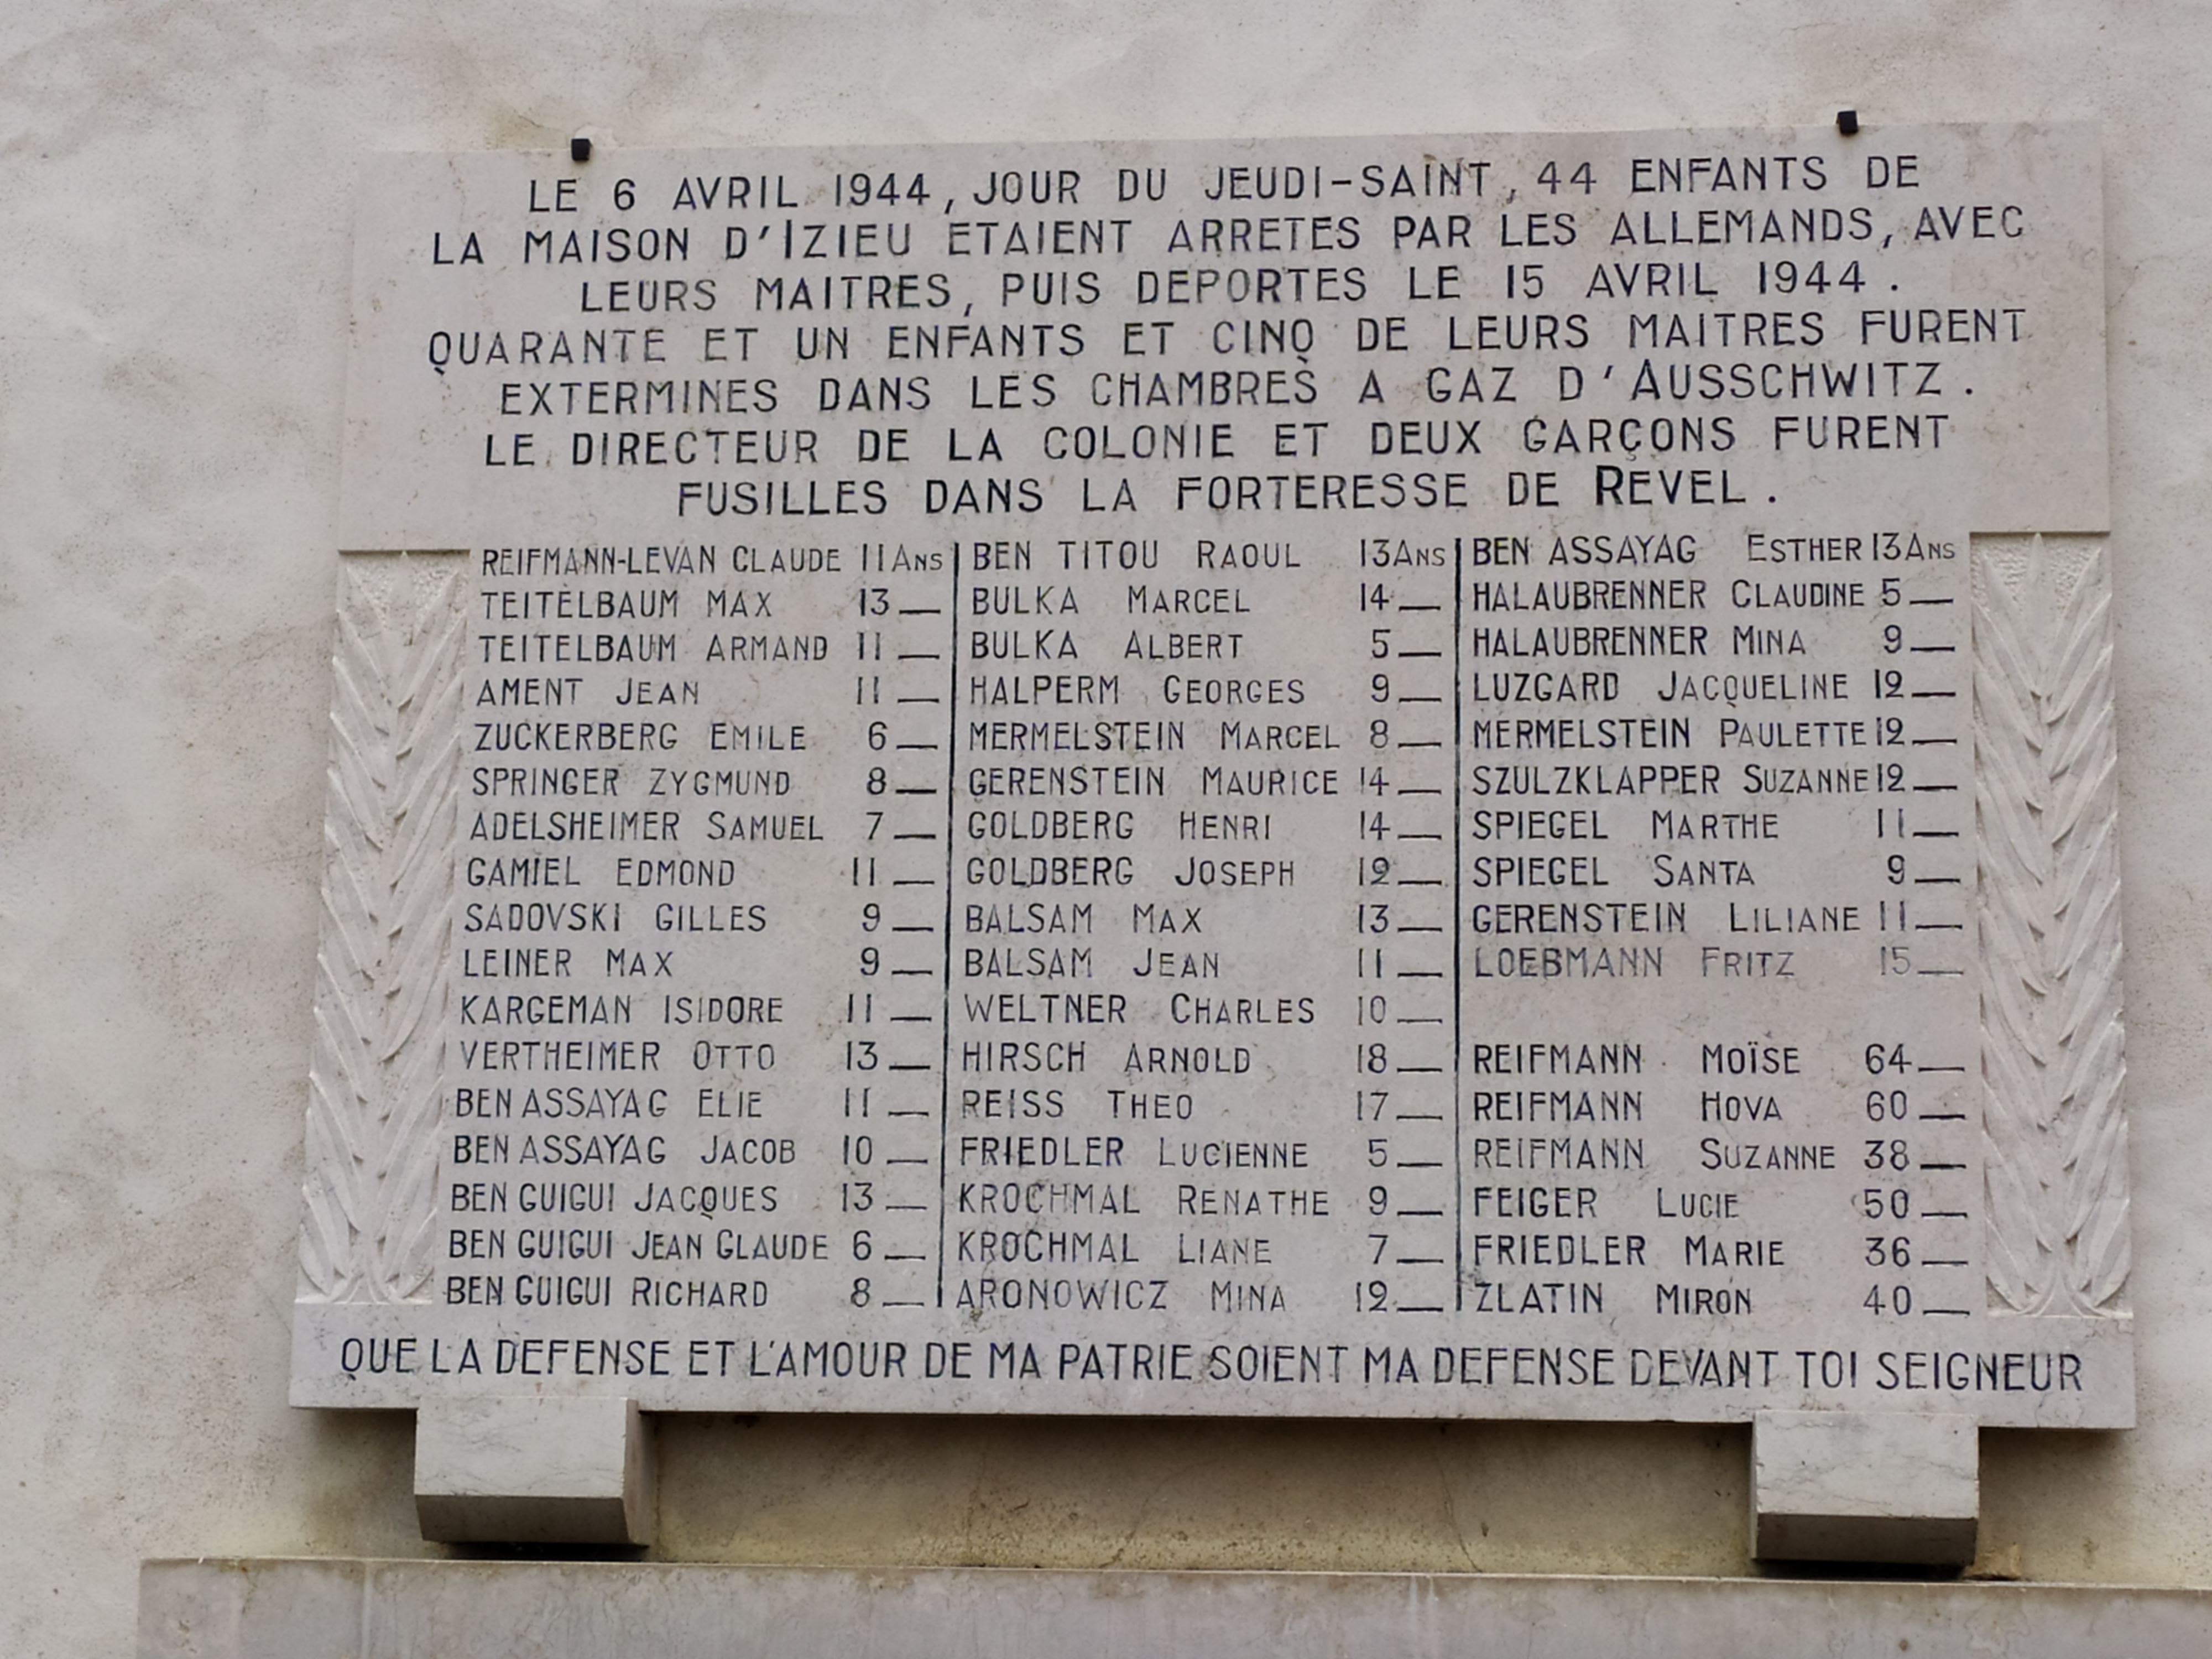 LE 6 AVRIL 1944, JOUR DU JEUDI-SAINT, 44 ENFANTS DE
LA MAISON D'IZIEU ETAIENT ARRETES PAR LES ALLEMANDS, AVEC
LEURS MAITRES, PUIS DEPORTES LE 15 AVRIL 1944.
QUARANTE ET UN ENFANTS ET CINQ DE LEURS MAITRES FURENT
EXTERMINES DANS LES CHAMBRES A GAZ D'AUSSCHWITZ.
LE DIRECTEUR DE LA COLONIE ET DEUX GARÇONS FURENT
FUSILLES DANS LA FORTERESSE DE REVEL.
REIFMANN-LEVAN CLAUDE 11 ANS
TEITELBAUM MAX 13 —
TEITELBAUM ARMAND 11 —
AMENT JEAN 11 —
ZUCKERBERG EMILE 6 —
SPRINGER ZYGMUND 8 —
ADELSHEIMER SAMUEL 7 —
GAMIEL EDMOND 11 —
SADOVSKI GILLES 9 —
LEINER MAX 9 —
KARGEMAN ISIDORE 11 —
VERTHEIMER OTTO 13 —
BEN ASSAYAG ELIE 11 —
BEN ASSAYAG JACOB 10 —
BEN GUIGUI JACQUES 13 —
BEN GUIGUI JEAN CLAUDE 6 —
BEN GUIGUI RICHARD 8 —
BEN TITOU RAOUL 13 ANS
BULKA MARCEL 14 —
BULKA ALBERT 5 —
HALPERM GEORGES 9 —
MERMELSTEIN MARCEL 8 —
GERENSTEIN MAURICE 14 —
GOLDBERG HENRI 14 —
GOLDBERG JOSEPH 12 —
BALSAM MAX 13 —
BALSAM JEAN 11 —
WELTNER CHARLES 10 —
HIRSCH ARNOLD 18 —
REISS THEO 17 —
FRIEDLER LUCIENNE 5 —
KROCHMAL RENATHE 9 —
KROCHMAL LIANE 7 —
ARONOWICZ MINA 12 —
BEN ASSAYAG ESTHER 13 ANS
HALAUBRENNER CLAUDINE 5 —
HALAUBRENNER MINA 9 —
LUZGARD JACQUELINE 12 —
MERMELSTEIN PAULETTE 12 —
SZULZKLAPPER SUZANNE 12 —
SPIEGEL MARTHE 11 —
SPIEGEL SANTA 9 —
GERENSTEIN LILIANE 11 —
LOEBMANN FRITZ 15 —
REIFMANN MOÏSE 64 —
REIFMANN HOVA 60 —
REIFMANN SUZANNE 38 —
FEIGER LUCIE 50 —
FRIEDLER MARIE 36 —
ZLATIN MIRON 40 —
QUE LA DEFENSE ET L'AMOUR DE MA PATRIE SOIENT MA DEFENSE DEVANT TOI SEIGNEUR